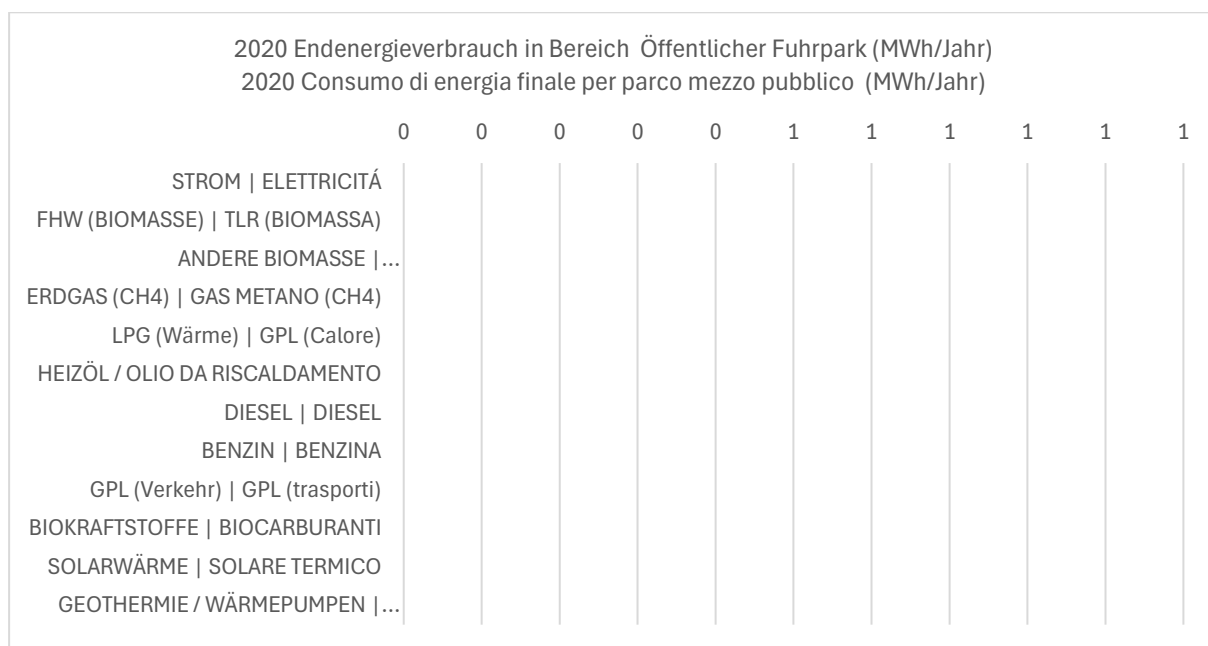 2020 Endenergieverbrauch in Bereich Öffentlicher Fuhrpark (MWh/Jahr)
2020 Consumo di energia finale per parco mezzo pubblico (MWh/Jahr)
0 0 0 0 0 1 1 1 1 1 1
STROM | ELETTRICITÁ
FHW (BIOMASSE) | TLR (BIOMASSA)
ANDERE BIOMASSE |...
ERDGAS (CH4) | GAS METANO (CH4)
LPG (Wärme) | GPL (Calore)
HEIZÖL / OLIO DA RISCALDAMENTO
DIESEL | DIESEL
BENZIN | BENZINA
GPL (Verkehr) | GPL (trasporti)
BIOKRAFTSTOFFE | BIOCARBURANTI
SOLARWÄRME | SOLARE TERMICO
GEOTHERMIE / WÄRMEPUMPEN |...